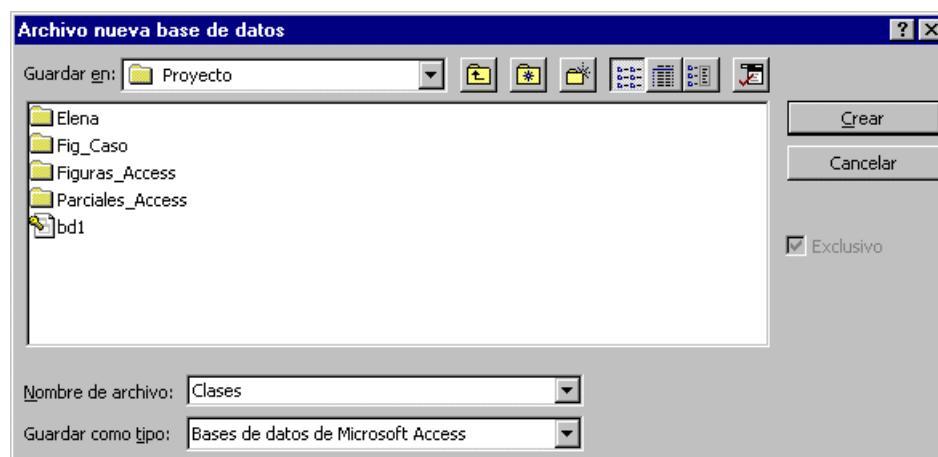 Archivo nueva base de datos
Guardar en: Proyecto
Elena
Fig_Caso
Figuras_Access
Parciales_Access
bd1
Crear
Cancelar
Exclusivo
Nombre de archivo: Clases
Guardar como tipo: Bases de datos de Microsoft Access